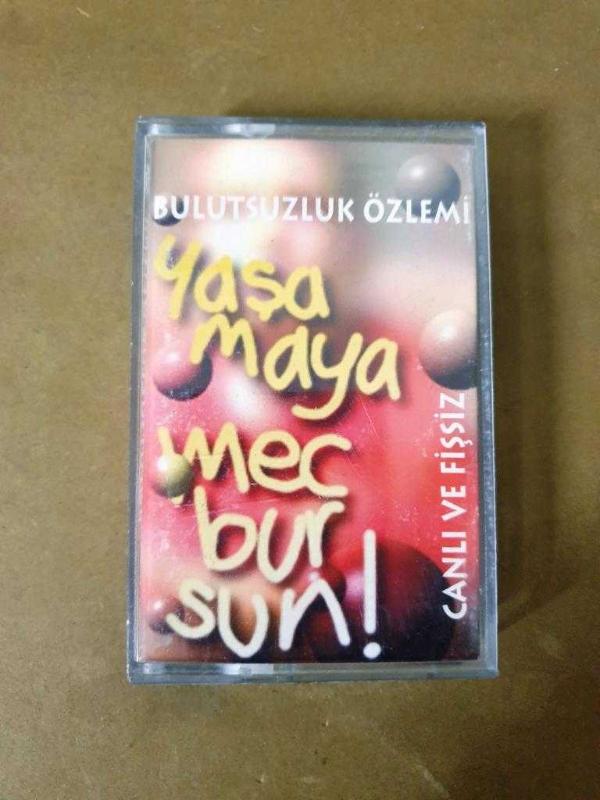 BULUTSUZLUK ÖZLEMİ
yaşa
maya
mec
bur
sun!
CANLI VE FİŞSİZ